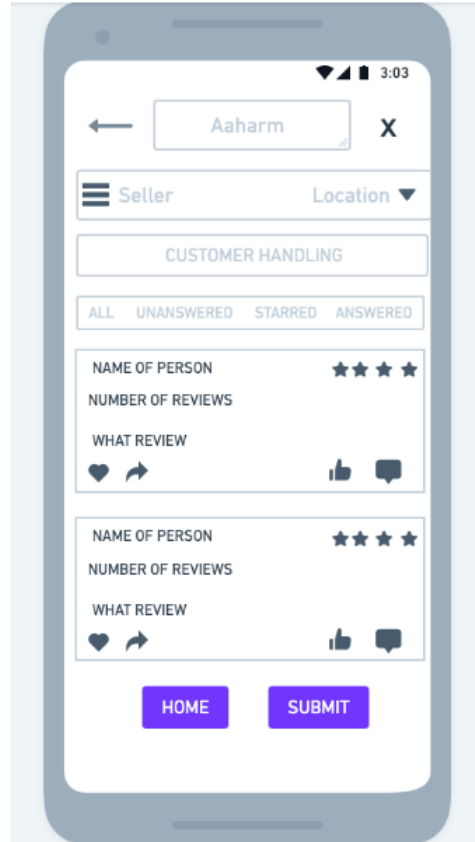 3:03
Aaharm
X
Seller Location
CUSTOMER HANDLING
ALL UNANSWERED STARRED ANSWERED
NAME OF PERSON
NUMBER OF REVIEWS
WHAT REVIEW
NAME OF PERSON
NUMBER OF REVIEWS
WHAT REVIEW
HOME SUBMIT